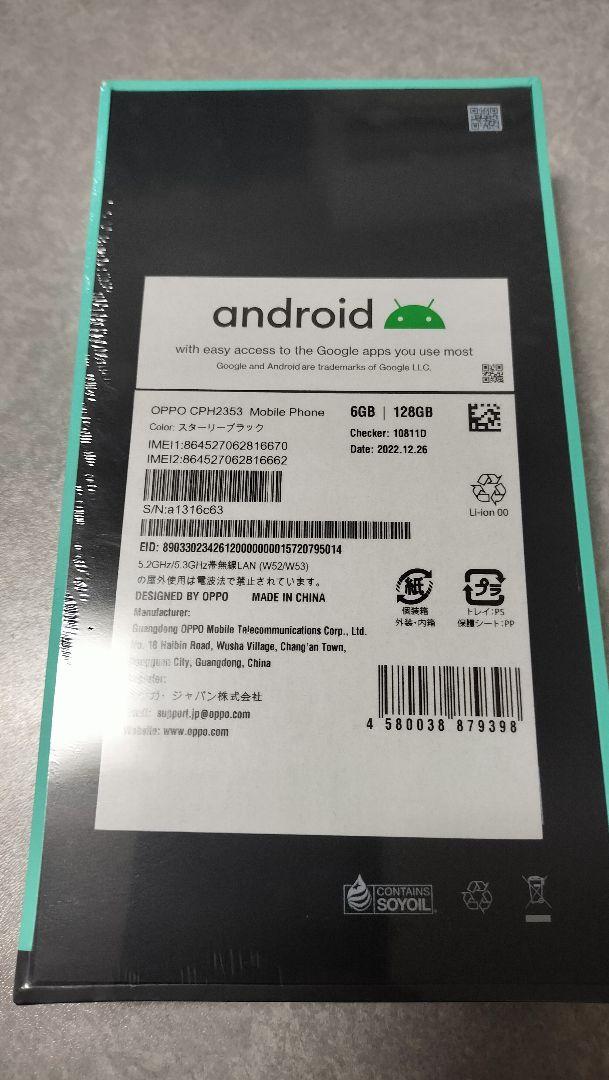 android
with easy access to the Google apps you use most
Google and Android are trademarks of Google LLC.
OPPO CPH2353 Mobile Phone 6GB | 128GB
Color: スターリーブラック
Checker: 10811D
IMEI1:864527062816670
Date: 2022.12.26
IMEI2:864527062816662
S/N:a1316c63
Li-ion 00
EID: 89033023426120000000015720795014
5.2GHz/5.3GHz帯無線LAN (W52/W53)
の屋外使用は電波法で禁止されています。
DESIGNED BY OPPO MADE IN CHINA
紙
プラ
個装箱
外装・内箱
トレイ:PS
保護シート:PP
Manufacturer:
Guangdong OPPO Mobile Telecommunications Corp., Ltd.
No. 18 Haibin Road, Wusha Village, Chang'an Town,
Dongguan City, Guangdong, China
ジャパン株式会社
support.jp@oppo.com
Website: www.oppo.com
4 580038 879398
CONTAINS
SOYOIL